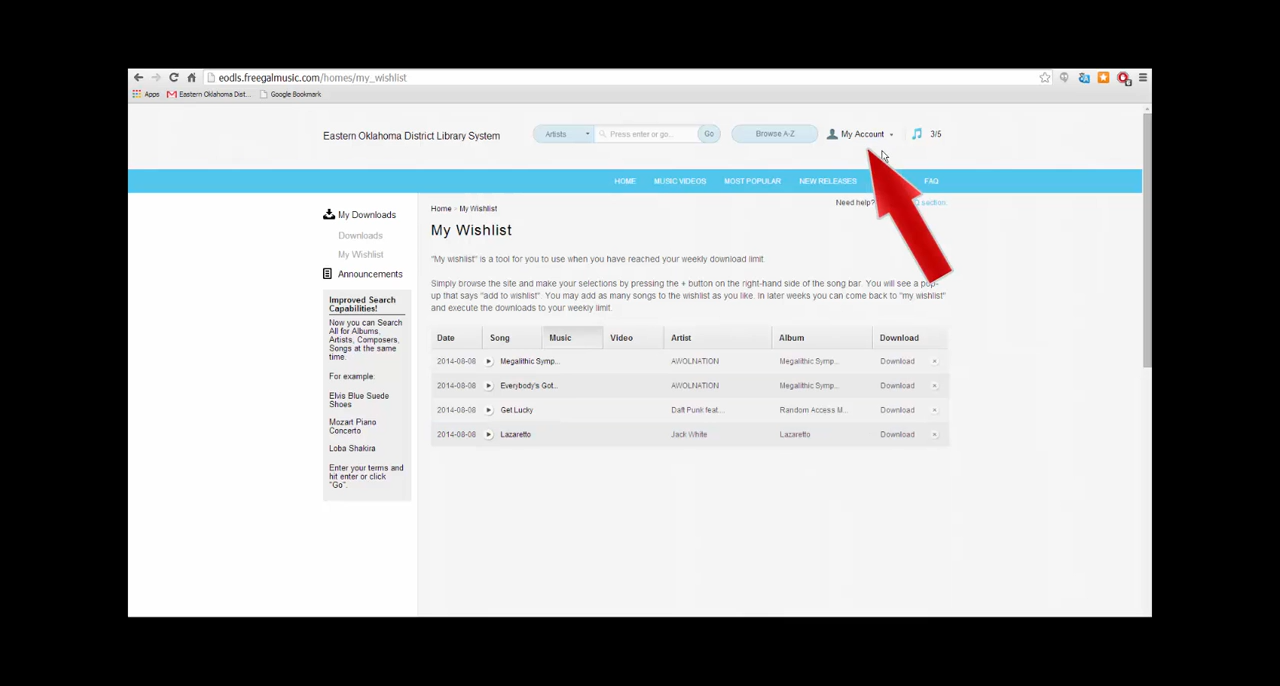 eodls.freegalmusic.com/homes/my_wishlist
Apps Eastern Oklahoma Dist... Google Bookmark
Eastern Oklahoma District Library System
Artists Press enter or go... Go Browse A-Z My Account 3/5
HOME MUSIC VIDEOS MOST POPULAR NEW RELEASES FAQ
Need help? section.
My Downloads
Downloads
My Wishlist
Announcements
Improved Search
Capabilities!
Now you can Search
All for Albums,
Artists, Composers,
Songs at the same
time.
For example:
Elvis Blue Suede
Shoes
Mozart Piano
Concerto
Loba Shakira
Enter your terms and
hit enter or click
"Go".
Home > My Wishlist
My Wishlist
"My wishlist" is a tool for you to use when you have reached your weekly download limit.
Simply browse the site and make your selections by pressing the + button on the right-hand side of the song bar. You will see a pop-
up that says "add to wishlist". You may add as many songs to the wishlist as you like. In later weeks you can come back to "my wishlist"
and execute the downloads to your weekly limit.
Date Song Music Video Artist Album Download
2014-08-08 Megalithic Symp... AWOLNATION Megalithic Symp... Download
2014-08-08 Everybody's Got... AWOLNATION Megalithic Symp... Download
2014-08-08 Get Lucky Daft Punk feat... Random Access M... Download
2014-08-08 Lazaretto Jack White Lazaretto Download